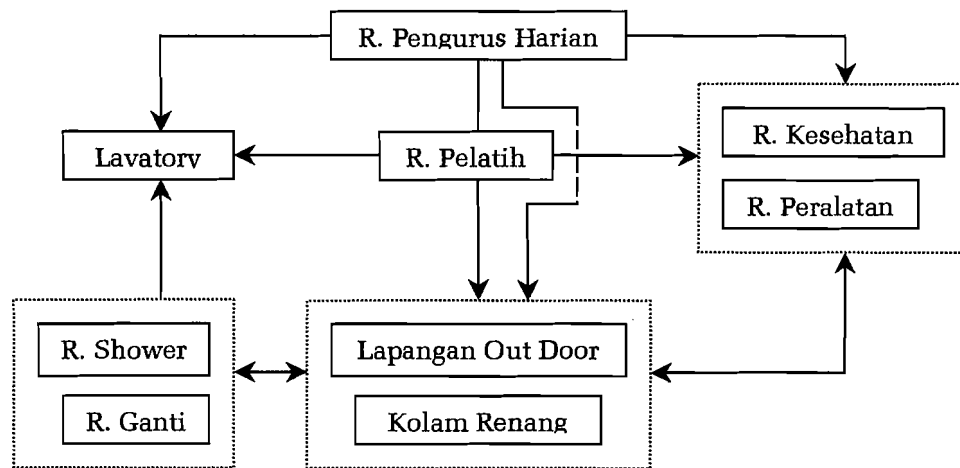 R. Pengurus Harian
R. Kesehatan
Lavatory
R. Pelatih
R. Peralatan
R. Shower
Lapangan Out Door
R. Ganti
Kolam Renang